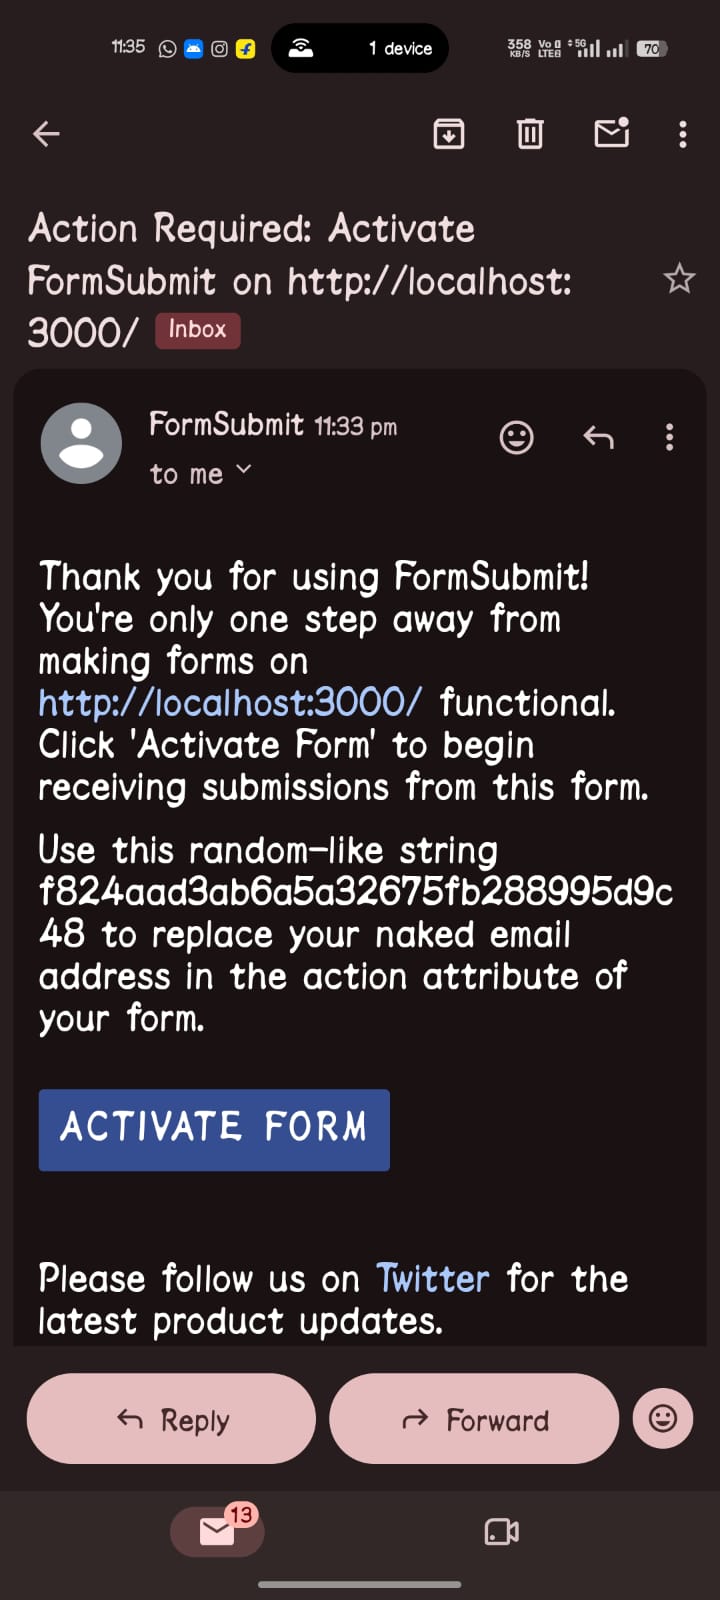 11:35
1 device
358 KB/S Vo LTE2 5G 70
Action Required: Activate
FormSubmit on http://localhost:
3000/ Inbox
FormSubmit 11:33 pm
to me
Thank you for using FormSubmit!
You're only one step away from
making forms on
http://localhost:3000/ functional.
Click 'Activate Form' to begin
receiving submissions from this form.
Use this random-like string
f824aad3ab6a5a32675fb288995d9c
48 to replace your naked email
address in the action attribute of
your form.
ACTIVATE FORM
Please follow us on Twitter for the
latest product updates.
Reply
Forward
13